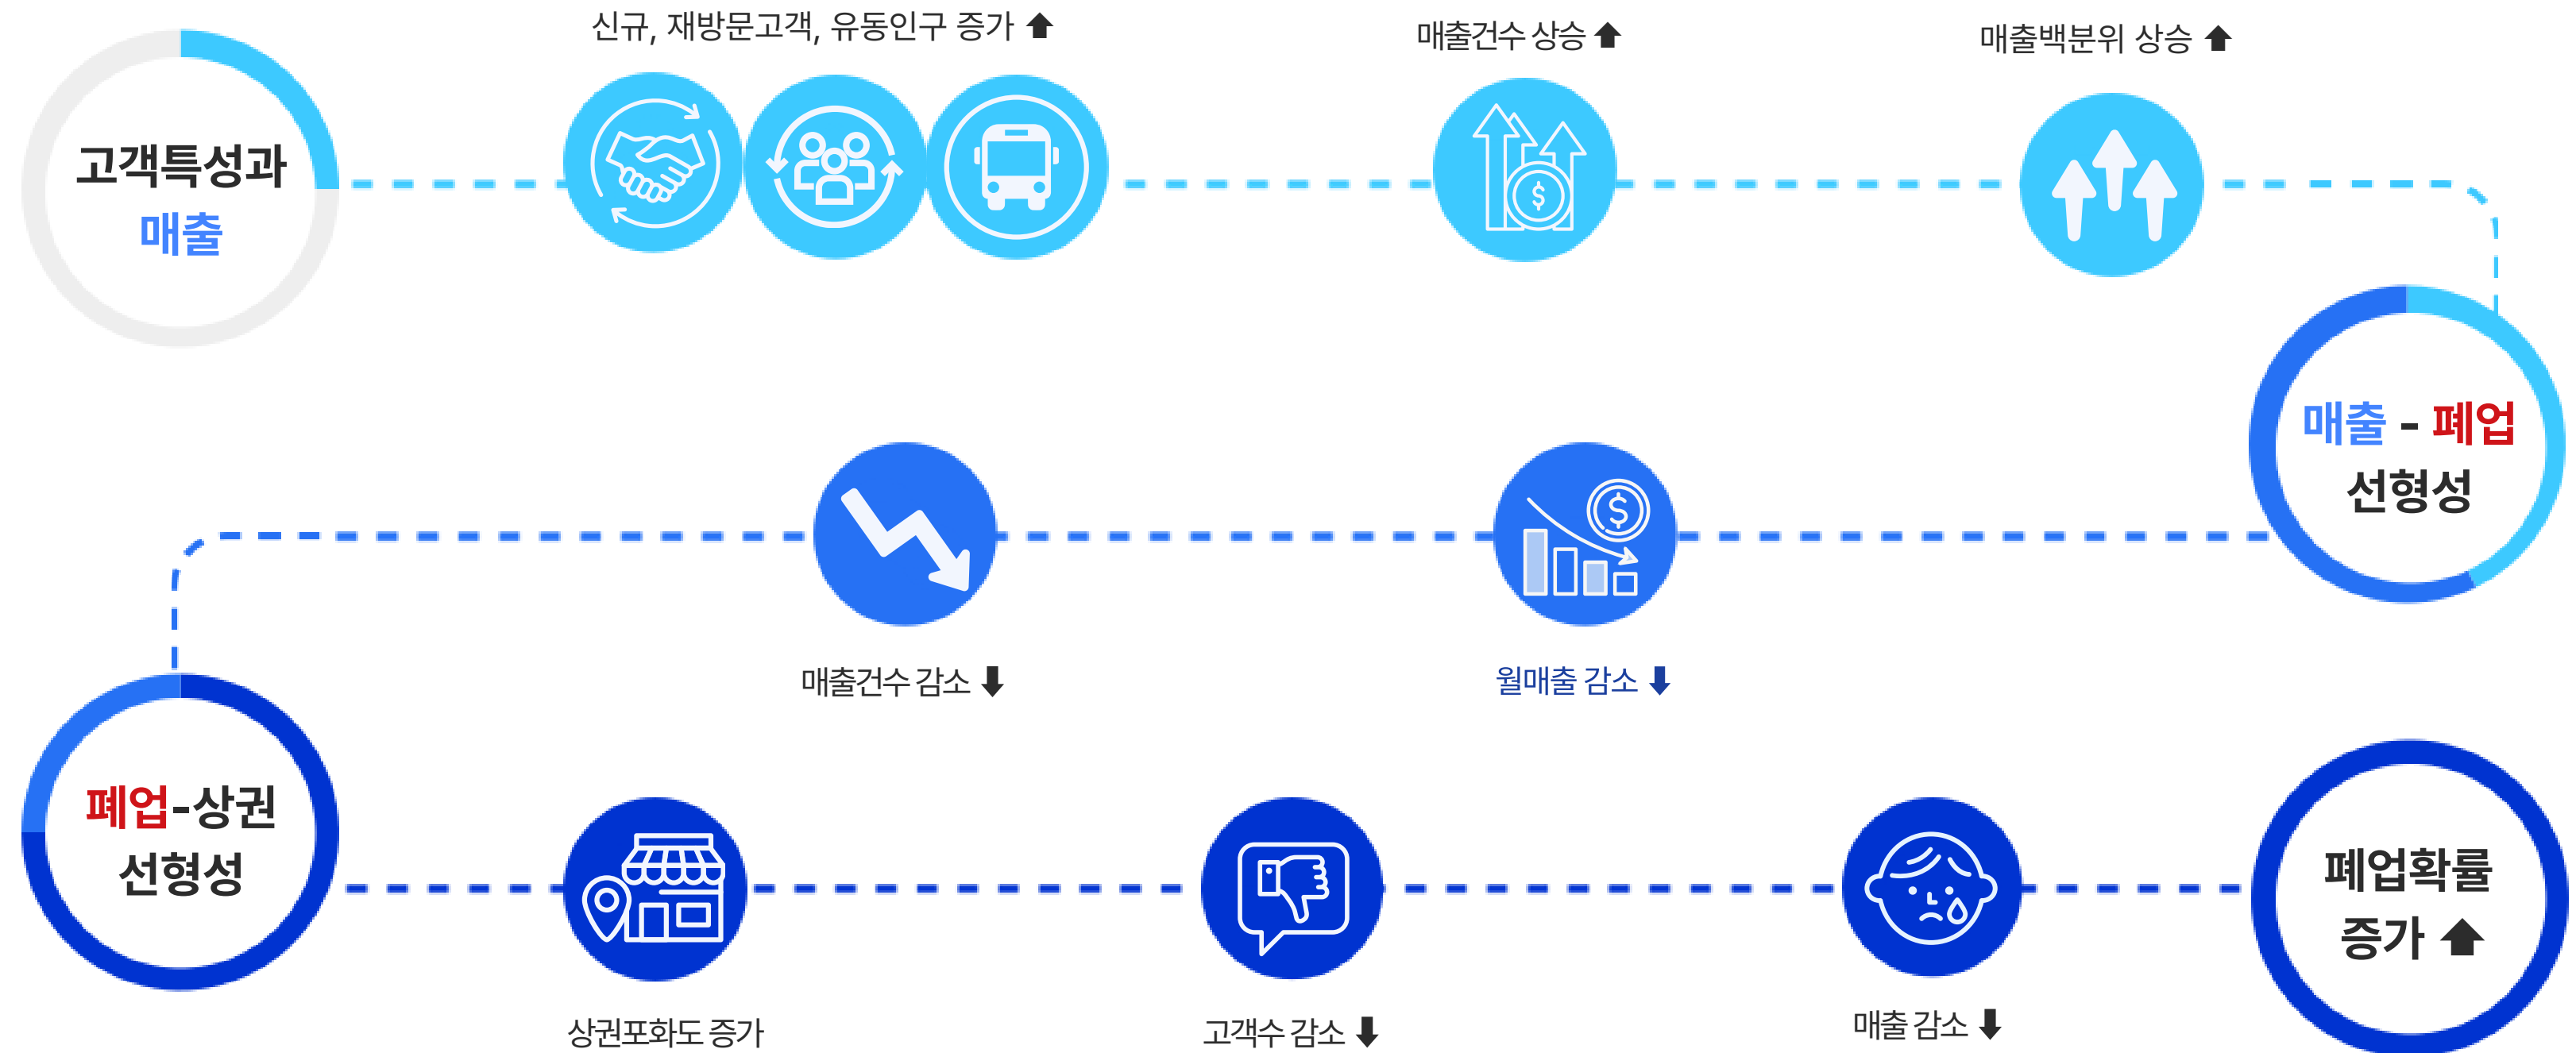 신규, 재방문고객, 유동인구 증가 ⬆
매출건수 상승 ⬆
매출백분위 상승 ⬆
고객특성과
매출
매출 - 폐업
선형성
매출건수 감소 ⬇
월매출 감소 ⬇
폐업-상권
선형성
폐업확률
증가 ⬆
상권포화도 증가
고객수 감소 ⬇
매출 감소 ⬇